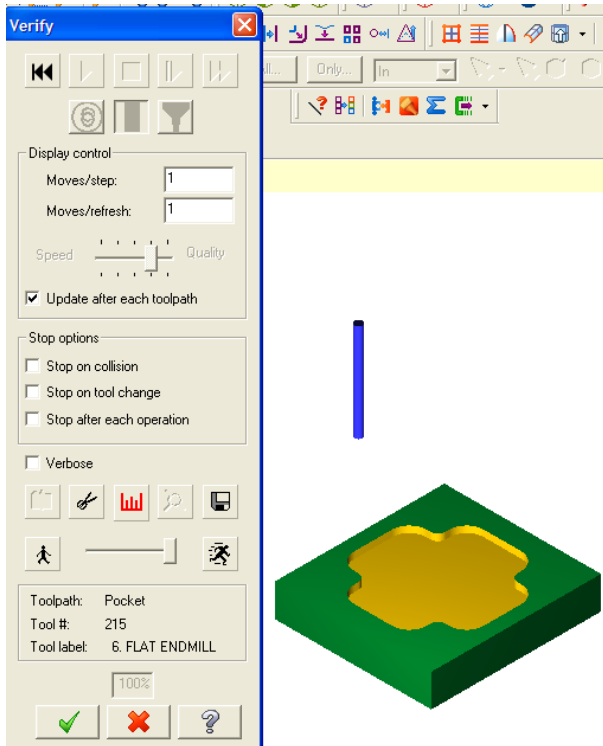 Verify
ll...
Only...
In
Display control
Moves/step:
1
Moves/refresh:
1
Speed
Quality
Update after each toolpath
Stop options
Stop on collision
Stop on tool change
Stop after each operation
Verbose
Toolpath: Pocket
Tool #: 215
Tool label: 6. FLAT ENDMILL
100%